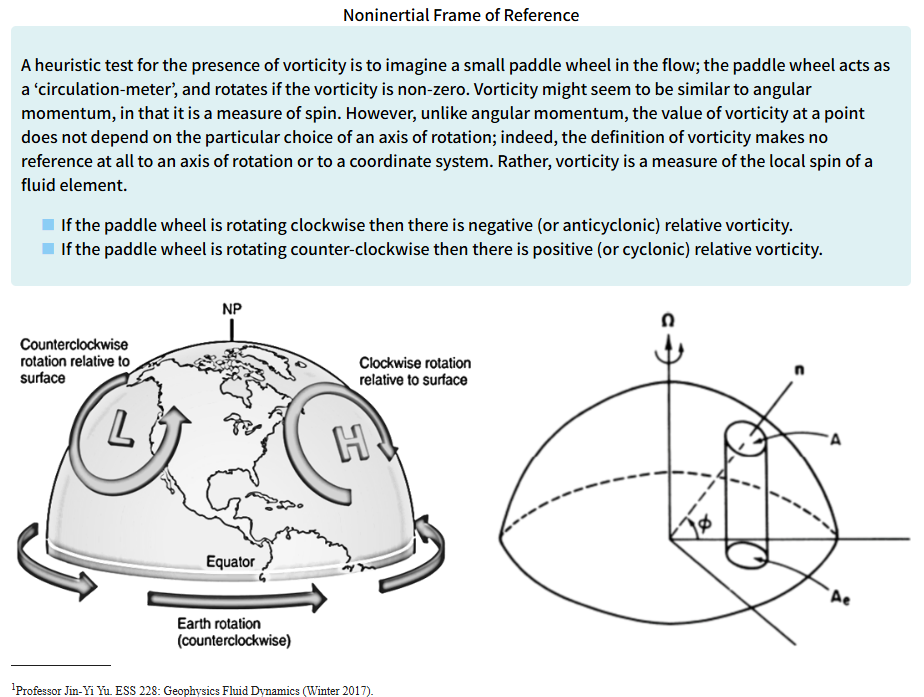 Noninertial Frame of Reference
A heuristic test for the presence of vorticity is to imagine a small paddle wheel in the flow; the paddle wheel acts as
a ‘circulation-meter’, and rotates if the vorticity is non-zero. Vorticity might seem to be similar to angular
momentum, in that it is a measure of spin. However, unlike angular momentum, the value of vorticity at a point
does not depend on the particular choice of an axis of rotation; indeed, the definition of vorticity makes no
reference at all to an axis of rotation or to a coordinate system. Rather, vorticity is a measure of the local spin of a
fluid element.
If the paddle wheel is rotating clockwise then there is negative (or anticyclonic) relative vorticity.
If the paddle wheel is rotating counter-clockwise then there is positive (or cyclonic) relative vorticity.
NP
Counterclockwise
rotation relative to
surface
Clockwise rotation
relative to surface
L
H
Equator
Earth rotation
(counterclockwise)
Ω
n
A
ϕ
Ae
1Professor Jin-Yi Yu. ESS 228: Geophysics Fluid Dynamics (Winter 2017).